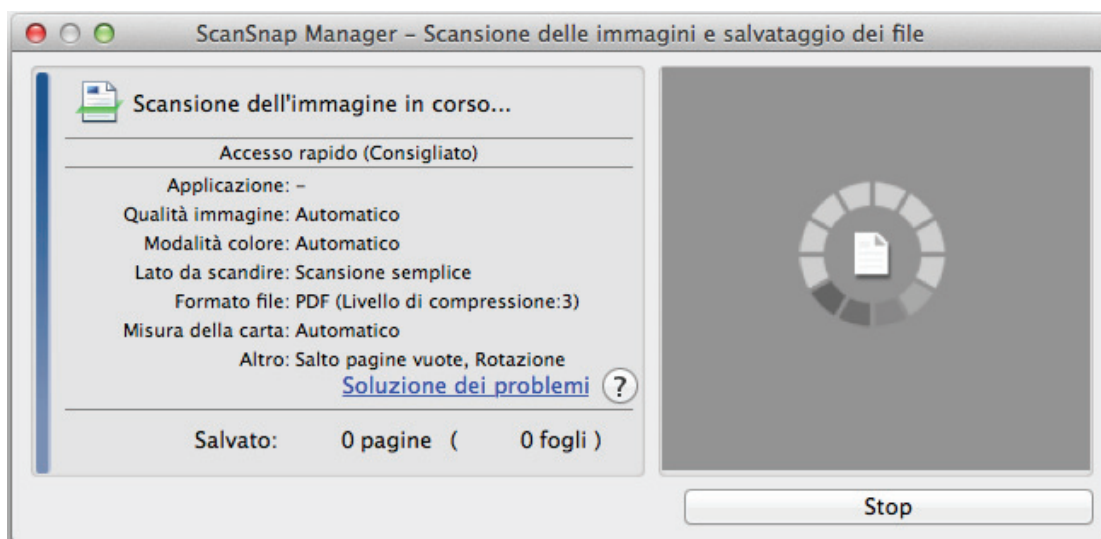 ScanSnap Manager – Scansione delle immagini e salvataggio dei file
Scansione dell'immagine in corso...
Accesso rapido (Consigliato)
Applicazione: –
Qualità immagine: Automatico
Modalità colore: Automatico
Lato da scandire: Scansione semplice
Formato file: PDF (Livello di compressione:3)
Misura della carta: Automatico
Altro: Salto pagine vuote, Rotazione
Soluzione dei problemi ?
Salvato: 0 pagine ( 0 fogli )
Stop